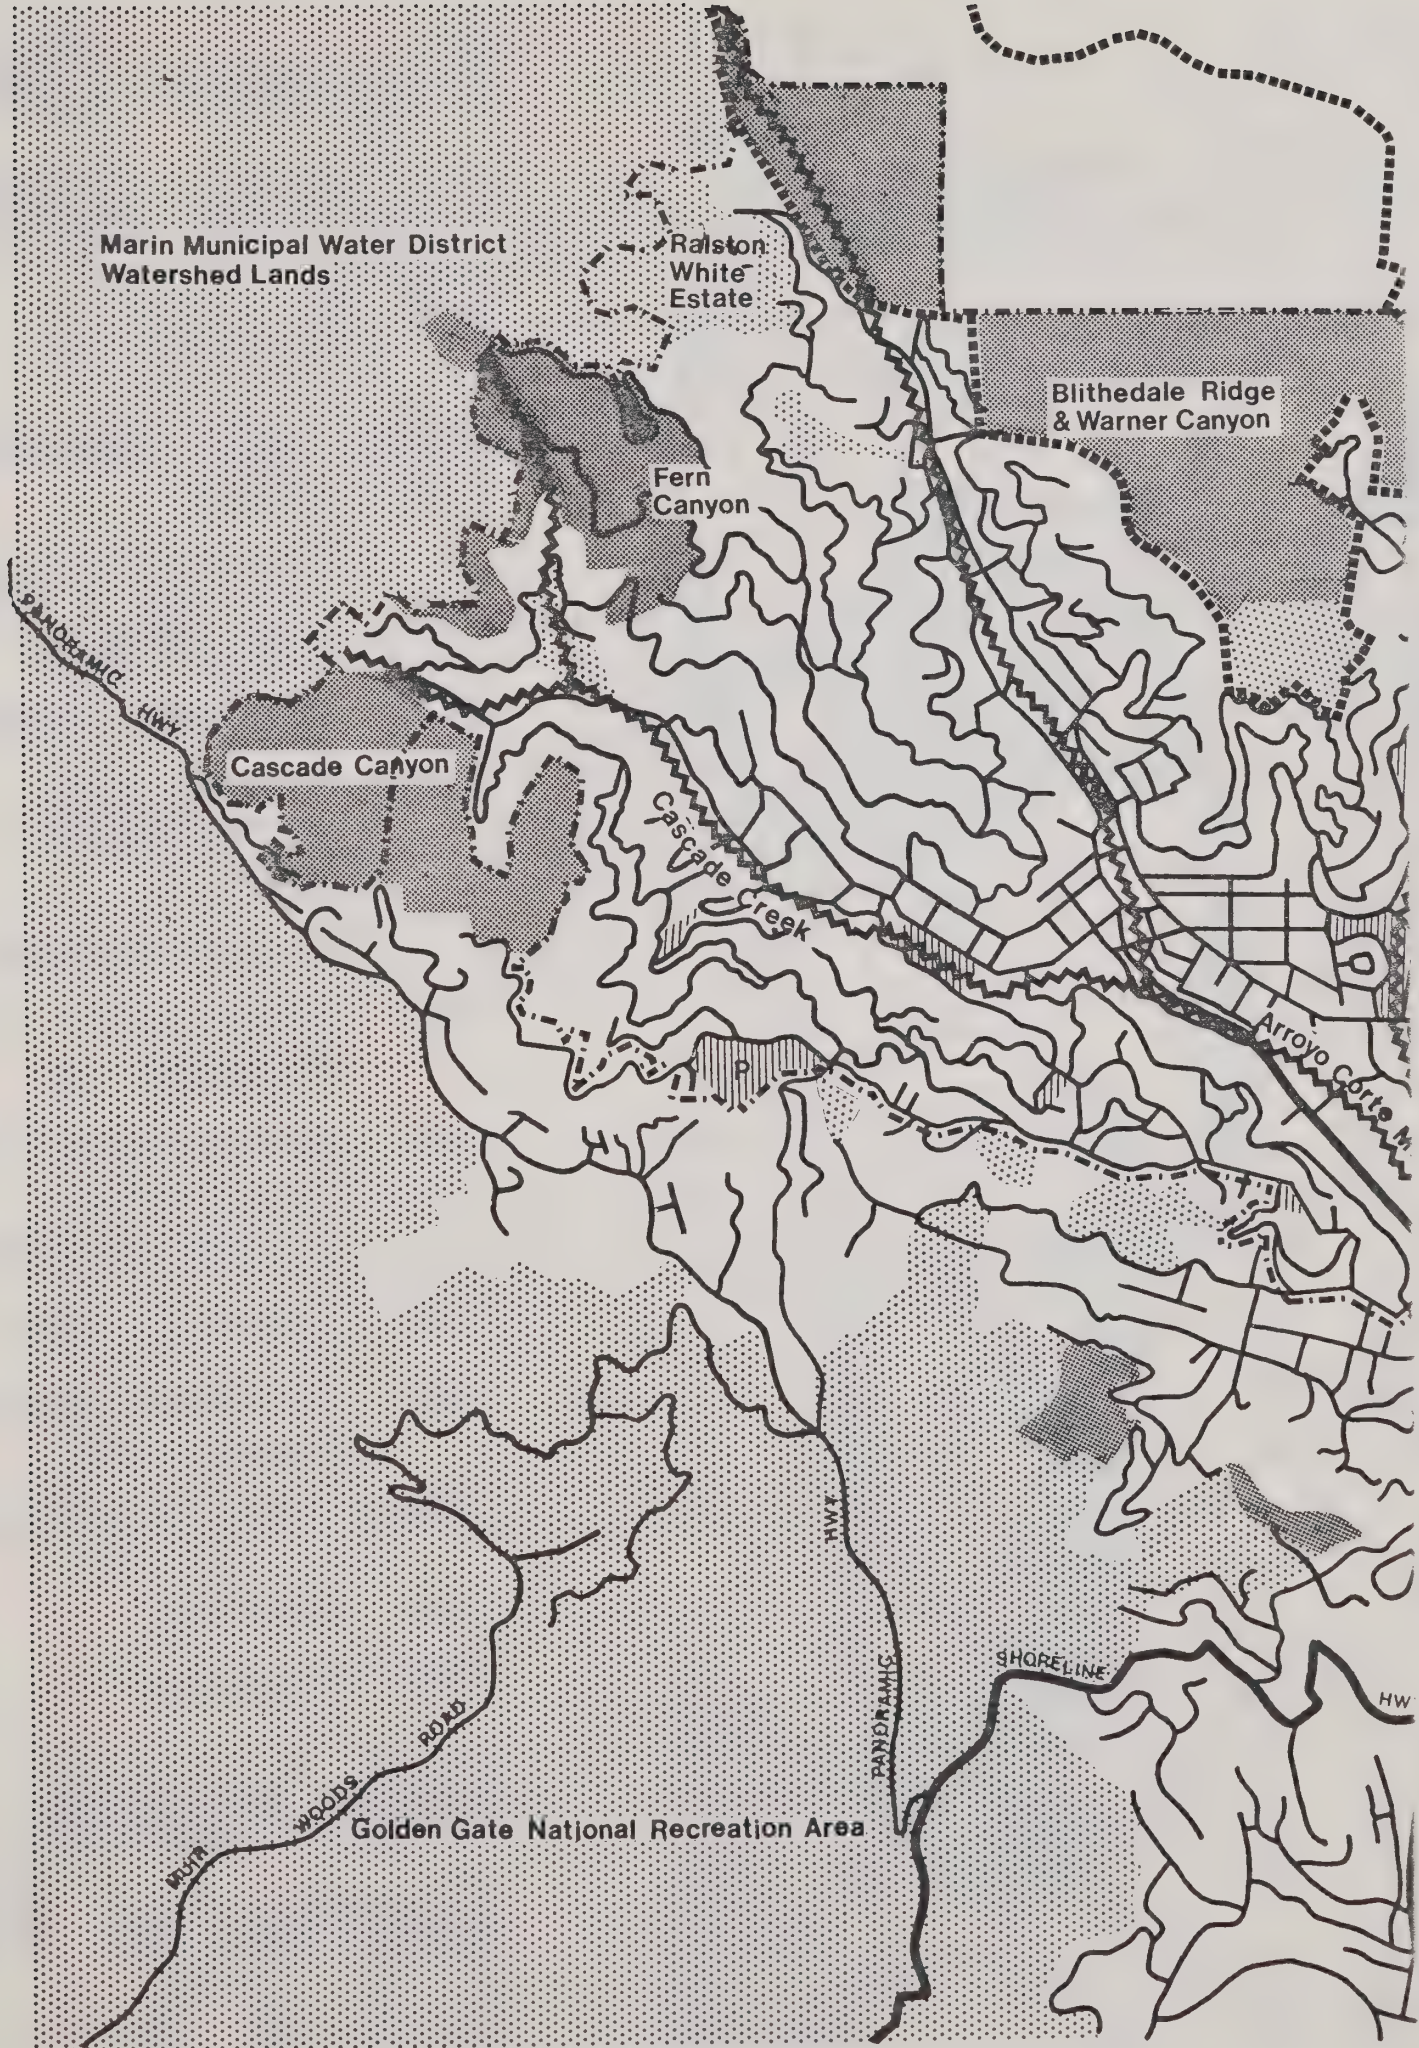 Marin Municipal Water District
Watershed Lands
Ralston
White
Estate
Blithedale Ridge
& Warner Canyon
Fern
Canyon
PANORAMIC
HWY
Cascade Canyon
Cascade Creek
Arroyo Corte M
P
HWY
PANORAMIC
SHORELINE
HW
MUIR WOODS ROAD
Golden Gate National Recreation Area